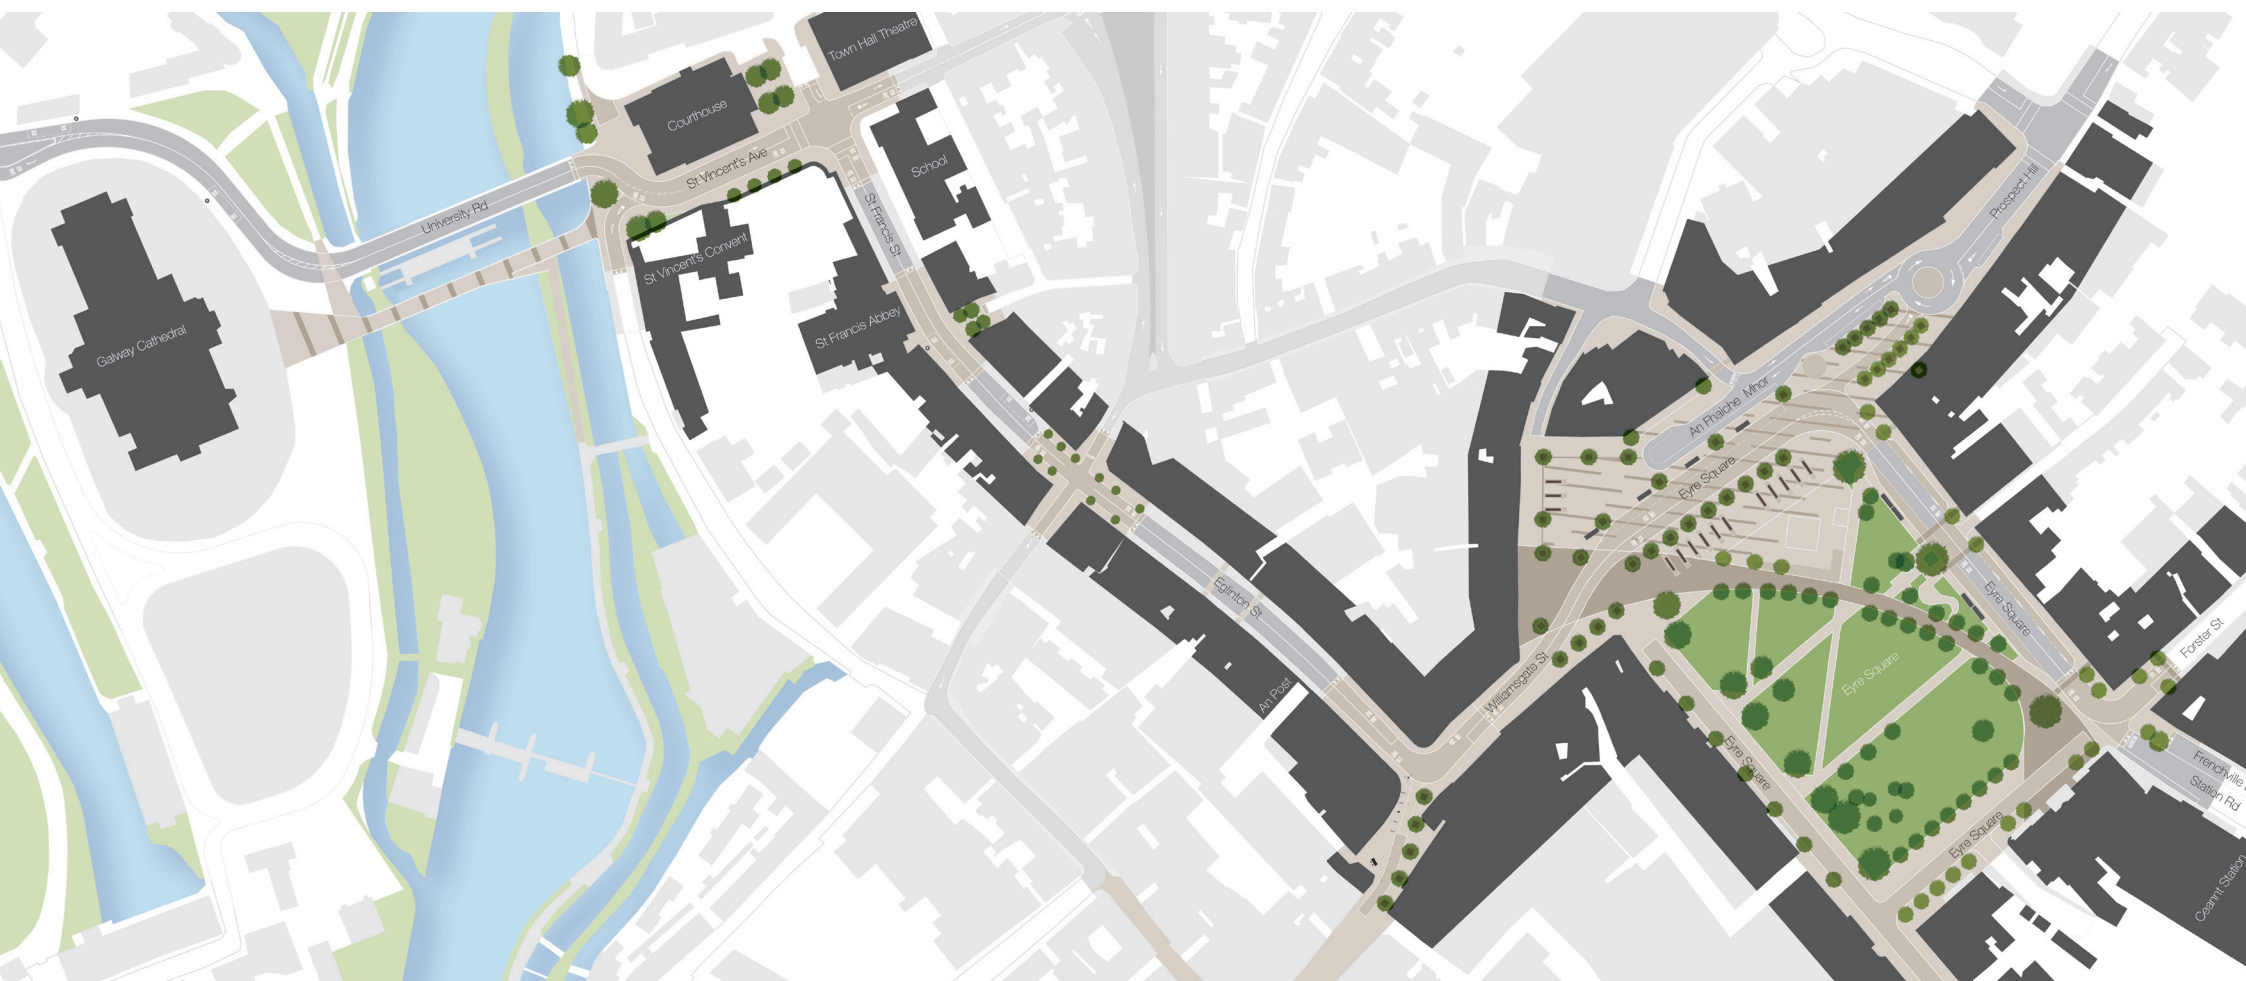 Town Hall Theatre
Courthouse
St Vincent's Ave
School
University Rd
St Francis St
St Vincent's Convent
St Francis Abbey
Galway Cathedral
Prospect Hill
An Fhaiche Mhor
Eyre Square
Eglinton St
Eyre Square
Forster St
Williamsgate St
Eyre Square
An Post
Eyre Square
Frenchville
Station Rd
Eyre Square
Ceannt Station